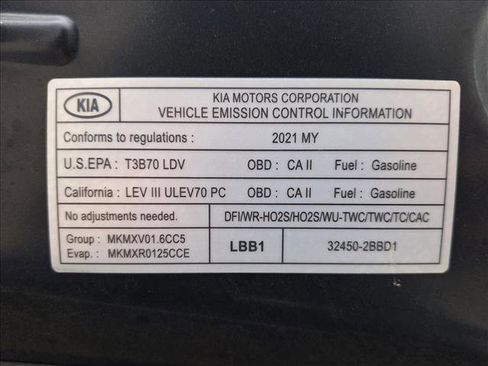 KIA
KIA MOTORS CORPORATION
VEHICLE EMISSION CONTROL INFORMATION
Conforms to regulations : 2021 MY
U.S.EPA : T3B70 LDV OBD : CA II Fuel : Gasoline
California : LEV III ULEV70 PC OBD : CA II Fuel : Gasoline
No adjustments needed. DFI/WR-HO2S/HO2S/WU-TWC/TWC/TC/CAC
Group : MKMXV01.6CC5
Evap. : MKMXR0125CCE
LBB1
32450-2BBD1